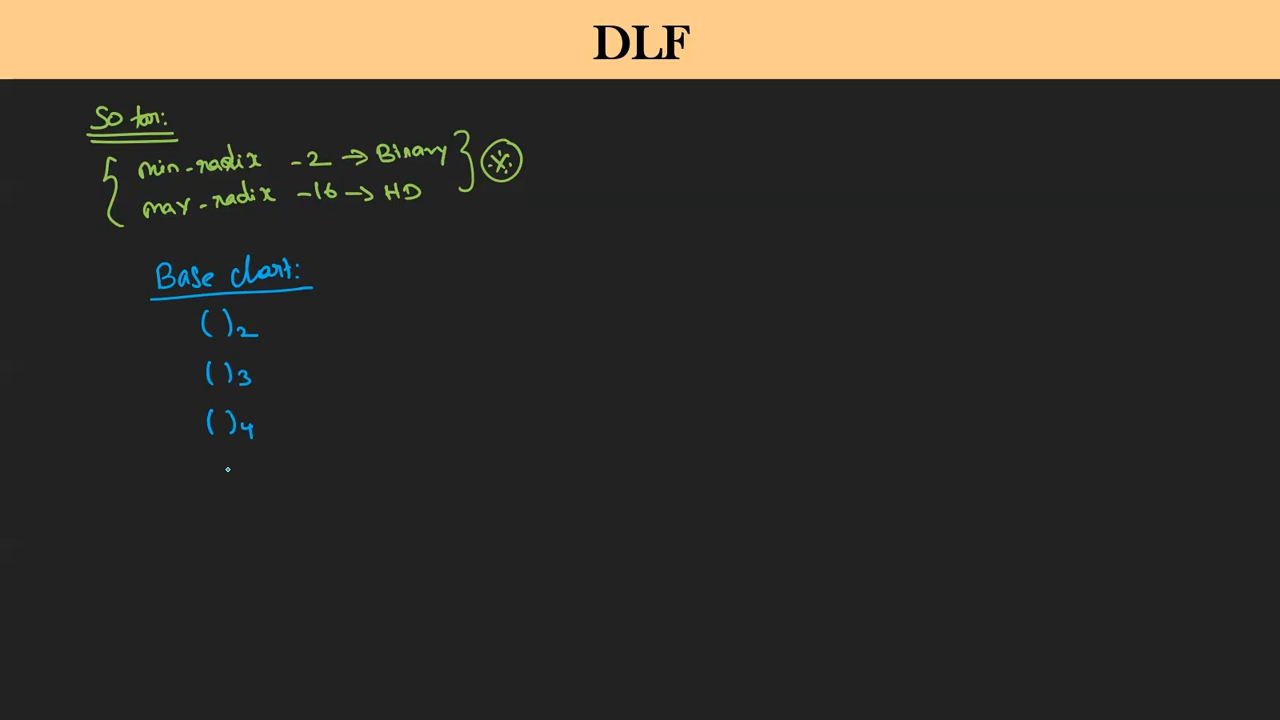 DLF
So far:
min-radix - 2 → Binary
max-radix - 16 → HD
Base chart:
( )2
( )3
( )4